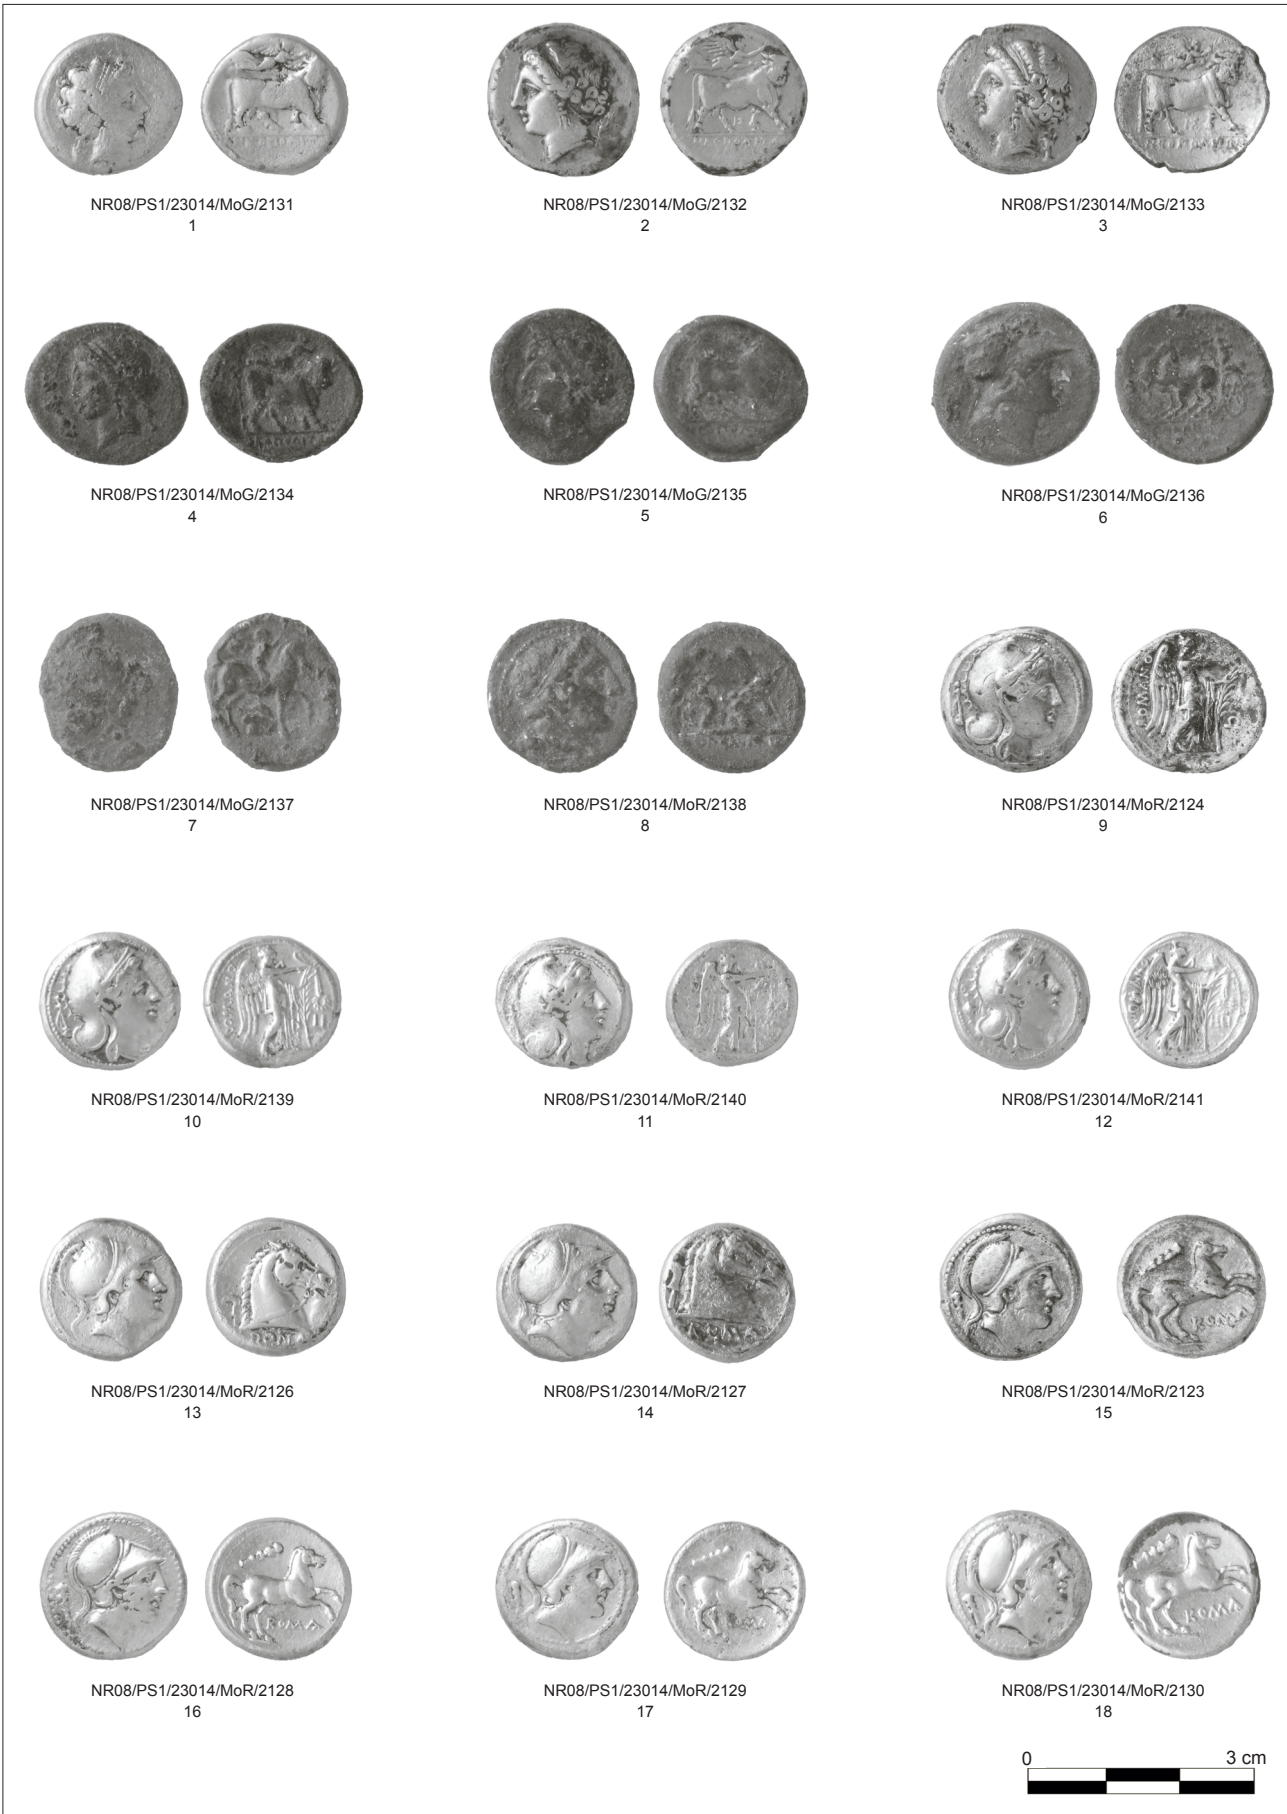 NR08/PS1/23014/MoG/2131
1
NR08/PS1/23014/MoG/2132
2
NR08/PS1/23014/MoG/2133
3
NR08/PS1/23014/MoG/2134
4
NR08/PS1/23014/MoG/2135
5
NR08/PS1/23014/MoG/2136
6
NR08/PS1/23014/MoG/2137
7
NR08/PS1/23014/MoR/2138
8
ROMANO
NR08/PS1/23014/MoR/2124
9
NR08/PS1/23014/MoR/2139
10
NR08/PS1/23014/MoR/2140
11
NR08/PS1/23014/MoR/2141
12
NR08/PS1/23014/MoR/2126
13
ROMA
NR08/PS1/23014/MoR/2127
14
ROMA
NR08/PS1/23014/MoR/2123
15
ROMA
NR08/PS1/23014/MoR/2128
16
NR08/PS1/23014/MoR/2129
17
ROMA
NR08/PS1/23014/MoR/2130
18
0 3 cm